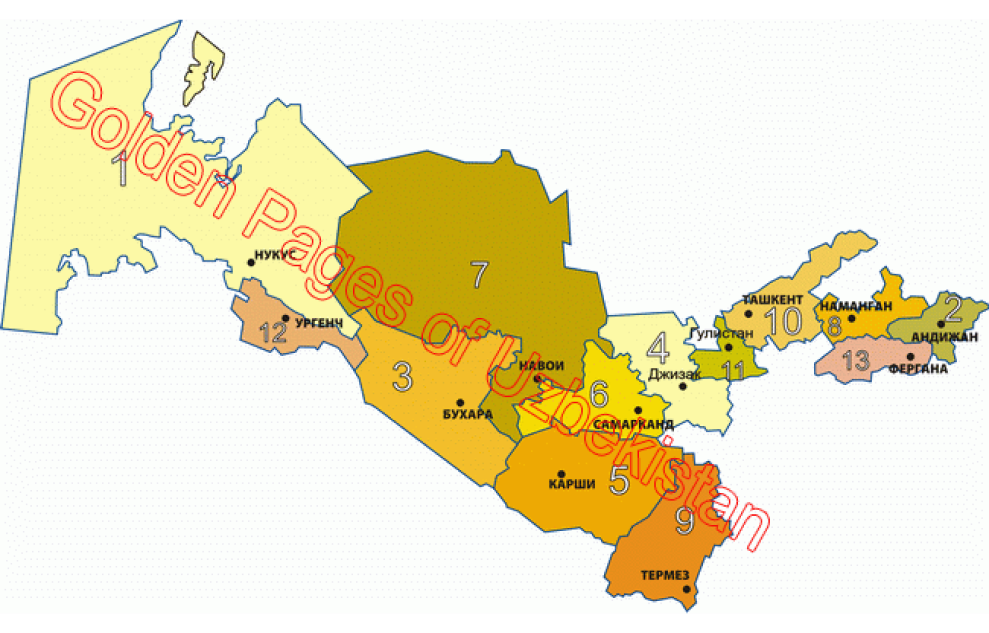 Golden Pages of Uzbekistan
1
НУКУС
7
12
УРГЕНЧ
3
БУХАРА
НАВОИ
6
САМАРКАНД
4
Джизак
Гулистан
11
ТАШКЕНТ
10
НАМАНГАН
8
2
АНДИЖАН
13
ФЕРГАНА
КАРШИ
5
9
ТЕРМЕЗ